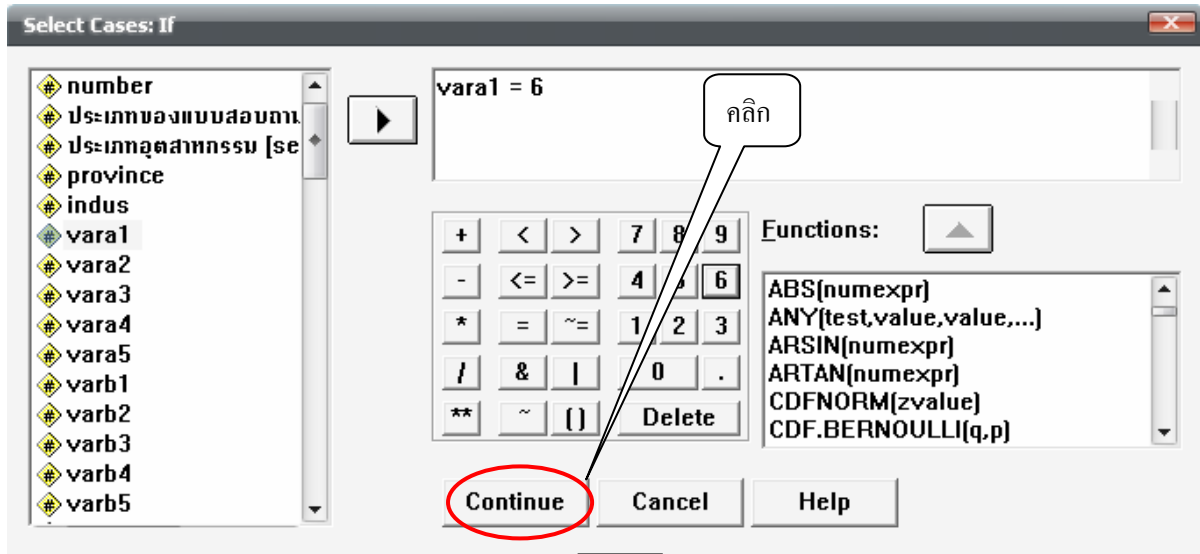 Select Cases: If
number
ประเภทของแบบสอบถาม
ประเภทอุตสาหกรรม [se
province
indus
vara1
vara2
vara3
vara4
vara5
varb1
varb2
varb3
varb4
varb5
vara1 = 6
คลิก
+ < > 7 8 9
- <= >= 4 5 6
* = ~= 1 2 3
/ & | 0 .
** ~ () Delete
Functions:
ABS(numexpr)
ANY(test,value,value,...)
ARSIN(numexpr)
ARTAN(numexpr)
CDFNORM(zvalue)
CDF.BERNOULLI(q,p)
Continue Cancel Help